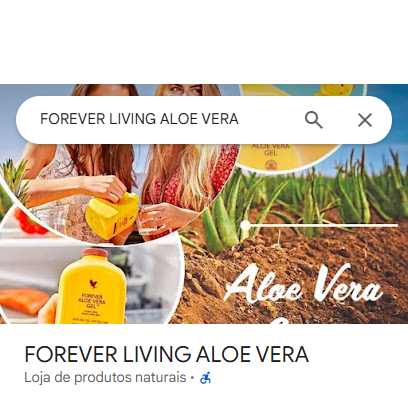 FOREVER LIVING ALOE VERA
ALOE VERA
GEL
FOREVER
ALOE VERA
GEL
Aloe Vera
FOREVER LIVING ALOE VERA
Loja de produtos naturais •